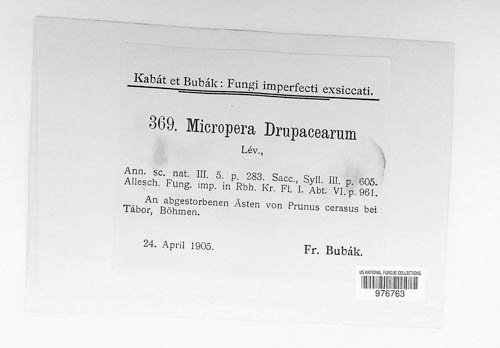 Kabát et Bubák: Fungi imperfecti exsiccati.
369. Micropera Drupacearum
Lév.,
Ann. sc. nat. III. 5. p. 283. Sacc., Syll. III. p. 605.
Allesch. Fung. imp. in Rbh. Kr. Fl. I. Abt. VI. p. 961.
An abgestorbenen Ästen von Prunus cerasus bei
Tábor, Böhmen.
24. April 1905. Fr. Bubák.
US NATIONAL FUNGUS COLLECTIONS
976763